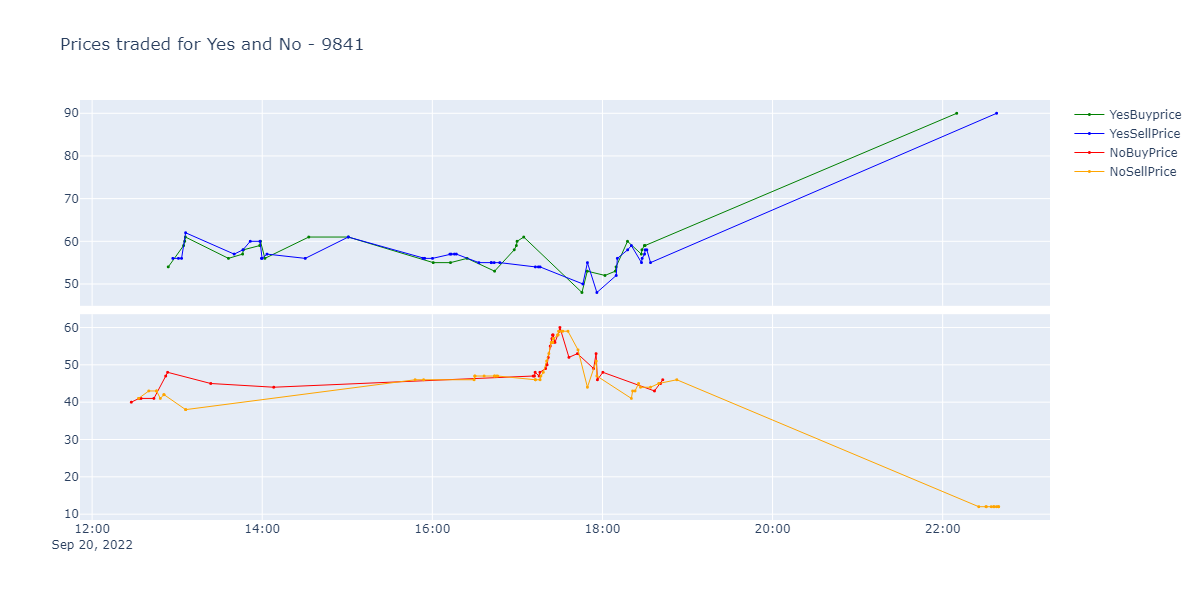 Prices traded for Yes and No - 9841
90
80
70
60
50
YesBuyprice
YesSellPrice
NoBuyPrice
NoSellPrice
60
50
40
30
20
10
12:00 14:00 16:00 18:00 20:00 22:00
Sep 20, 2022